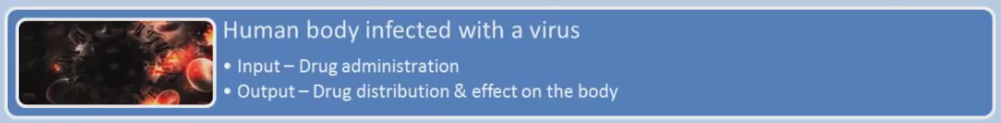 Human body infected with a virus
• Input – Drug administration
• Output – Drug distribution & effect on the body